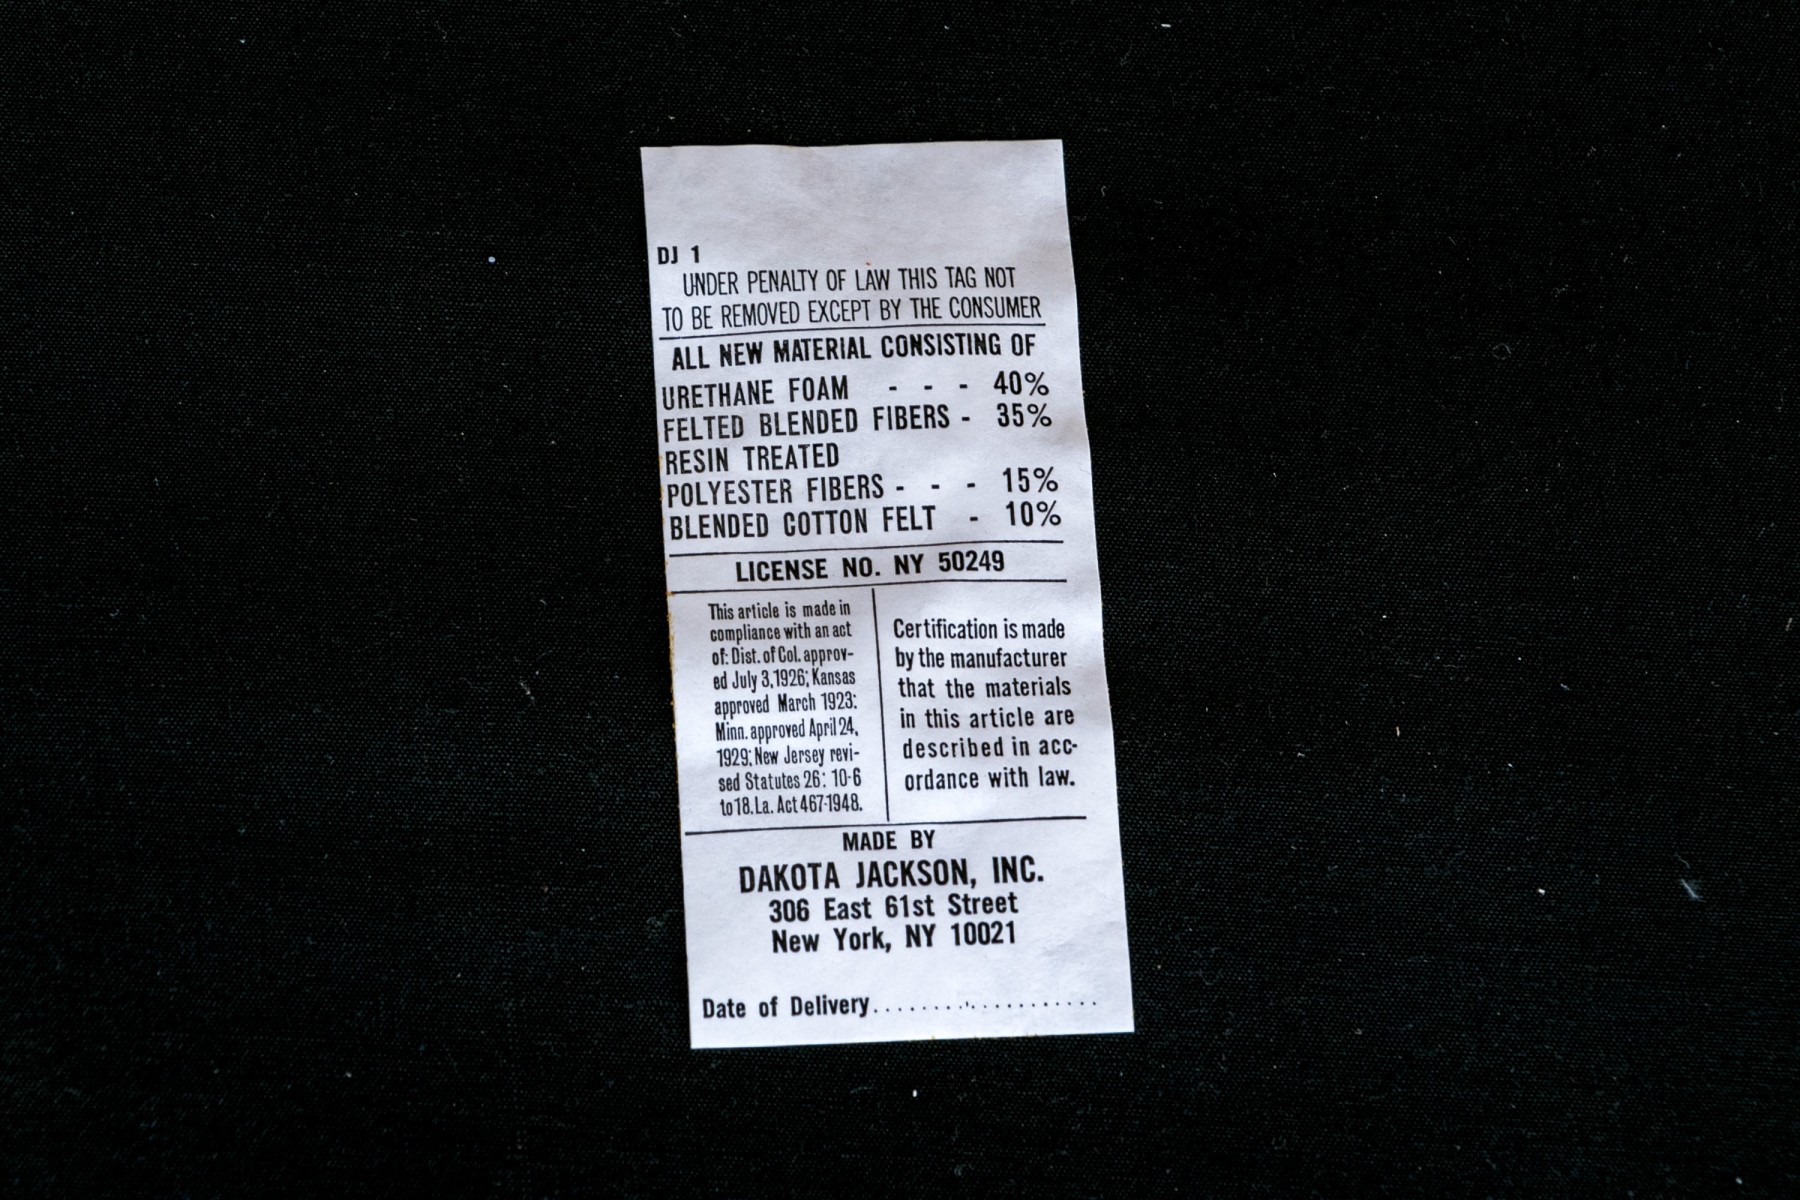 DJ 1
UNDER PENALTY OF LAW THIS TAG NOT
TO BE REMOVED EXCEPT BY THE CONSUMER
ALL NEW MATERIAL CONSISTING OF
URETHANE FOAM - - - 40%
FELTED BLENDED FIBERS - 35%
RESIN TREATED
POLYESTER FIBERS - - - 15%
BLENDED COTTON FELT - 10%
LICENSE NO. NY 50249
This article is made in
compliance with an act
of: Dist. of Col. approv-
ed July 3,1926; Kansas
approved March 1923:
Minn. approved April 24,
1929; New Jersey revi-
sed Statutes 26: 10-6
to 18. La. Act 467-1948.
Certification is made
by the manufacturer
that the materials
in this article are
described in acc-
ordance with law.
MADE BY
DAKOTA JACKSON, INC.
306 East 61st Street
New York, NY 10021
Date of Delivery......................